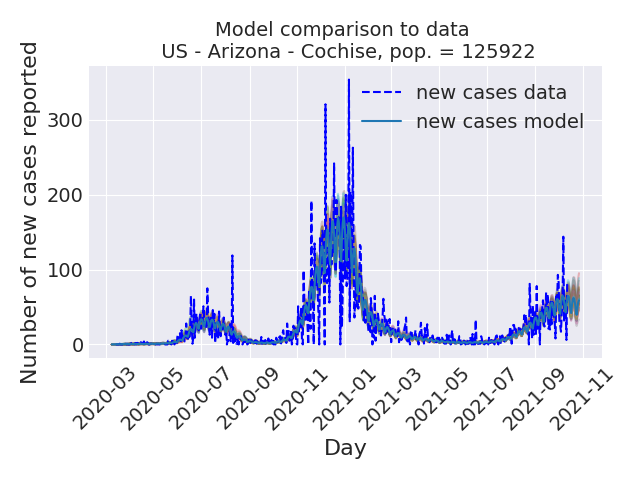 Model comparison to data
US - Arizona - Cochise, pop. = 125922
Number of new cases reported
300
200
100
0
new cases data
new cases model
2020-03
2020-05
2020-07
2020-09
2020-11
2021-01
2021-03
2021-05
2021-07
2021-09
2021-11
Day